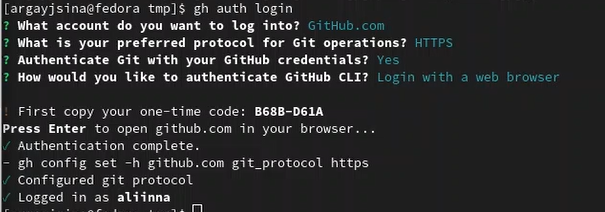 [argayjsina@fedora tmp]$ gh auth login
? What account do you want to log into? GitHub.com
? What is your preferred protocol for Git operations? HTTPS
? Authenticate Git with your GitHub credentials? Yes
? How would you like to authenticate GitHub CLI? Login with a web browser
! First copy your one-time code: B68B-D61A
Press Enter to open github.com in your browser...
✓ Authentication complete.
- gh config set -h github.com git_protocol https
✓ Configured git protocol
✓ Logged in as aliinna
[argayjsina@fedora tmp]$